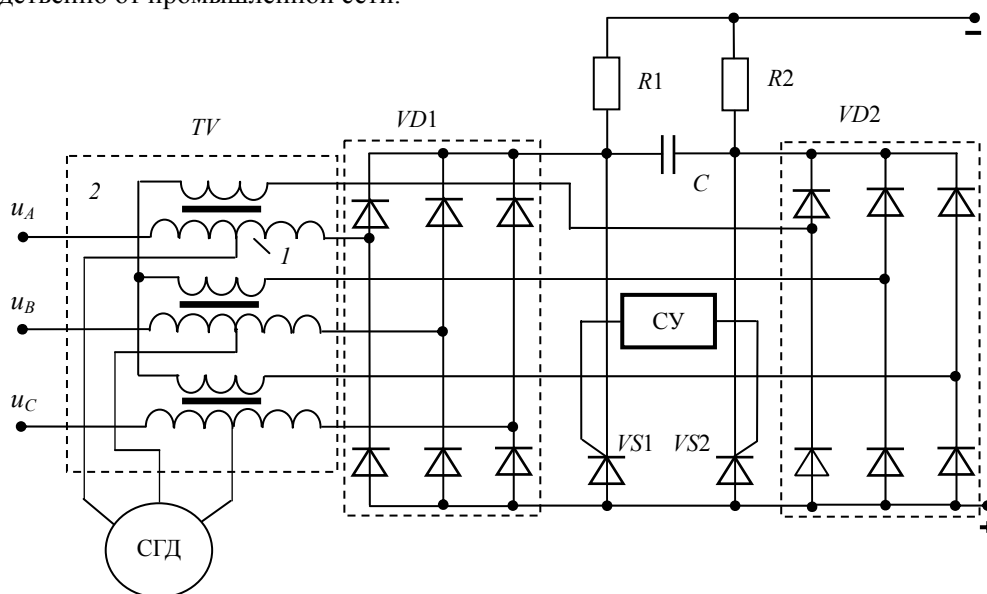 дственно от промышленной сети.
–
R1
R2
TV
VD1
VD2
2
C
u_A
1
u_B
СУ
u_C
VS1
VS2
+
СГД